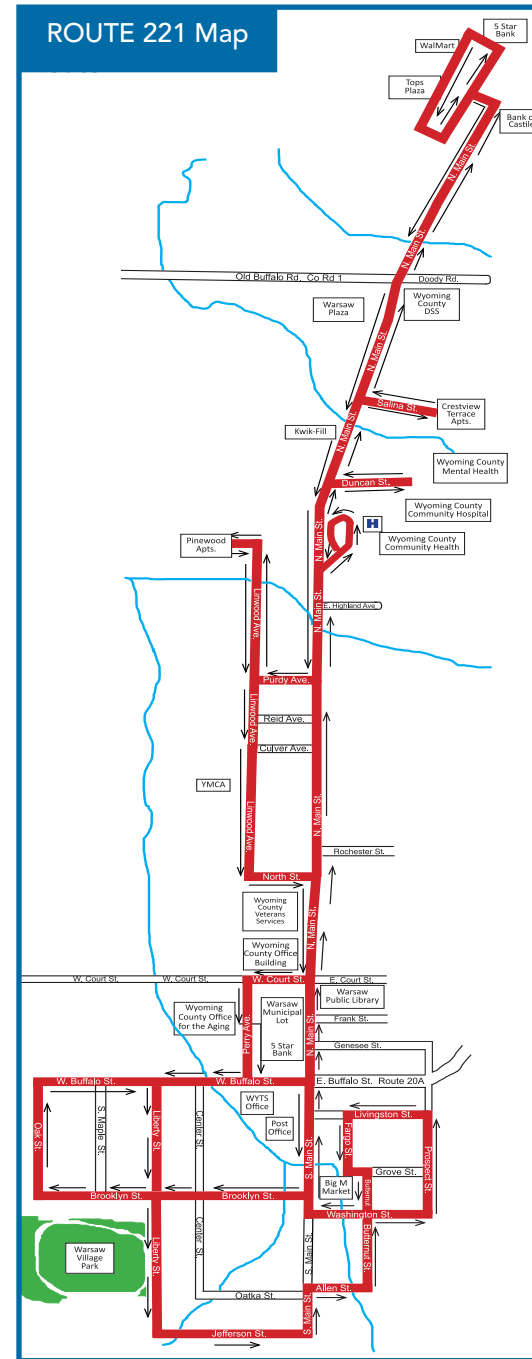 ROUTE 221 Map
5 Star
Bank
WalMart
Tops
Plaza
N. Main St.
Old Buffalo Rd, Co Rd 1
Doody Rd.
N. Main St.
Warsaw
Plaza
Wyoming
County
DSS
N. Main St.
Salina St.
Crestview
Terrace
Apts.
N. Main St.
Kwik-Fill
Wyoming County
Mental Health
Duncan St.
Wyoming County
Community Hospital
H
Wyoming County
Community Health
N. Main St.
Pinewood
Apts.
Linwood Ave.
N. Main St.
E. Highland Ave.
Purdy Ave.
Linwood Ave.
Reid Ave.
Culver Ave.
YMCA
Linwood Ave.
N. Main St.
Rochester St.
North St.
Wyoming
County
Veterans
Services
N. Main St.
Wyoming
County Office
Building
W. Court St.
W. Court St.
W. Court St.
E. Court St.
Wyoming
County Office
for the Aging
Perry Ave.
Warsaw
Municipal
Lot
5 Star
Bank
Warsaw
Public Library
Frank St.
N. Main St.
Genesee St.
W. Buffalo St.
W. Buffalo St.
E. Buffalo St. Route 20A
Oak St.
S. Maple St.
Liberty St.
Center St.
WYTS
Office
Post
Office
S. Main St.
Livingston St.
Fargo St.
Prospect St.
Grove St.
Big M
Market
Butternut
Brooklyn St.
Brooklyn St.
Washington St.
Warsaw
Village
Park
Liberty St.
Center St.
S. Main St.
Butternut St.
Allen St.
Oatka St.
S. Main St.
Jefferson St.